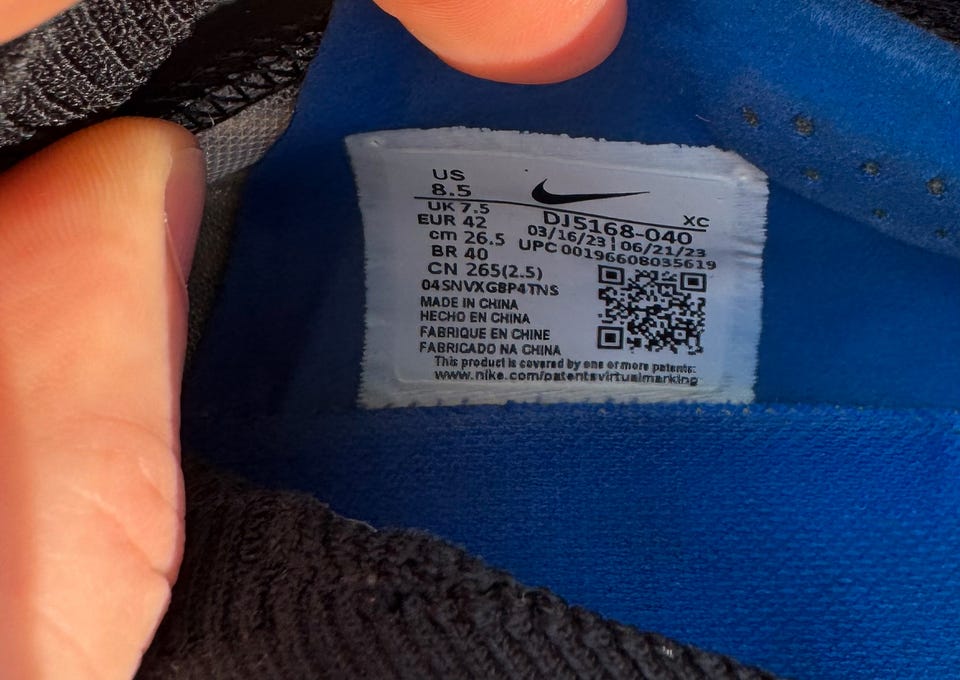 US
8.5
UK 7.5
EUR 42
cm 26.5
BR 40
CN 265(2.5)
04SNVXGBP4TNS
MADE IN CHINA
HECHO EN CHINA
FABRIQUE EN CHINE
FABRICADO NA CHINA
XC
DJ5168-040
03/16/23 | 06/21/23
UPC 00196608035619
This product is covered by one or more patents:
www.nike.com/patentsvirtualmarking